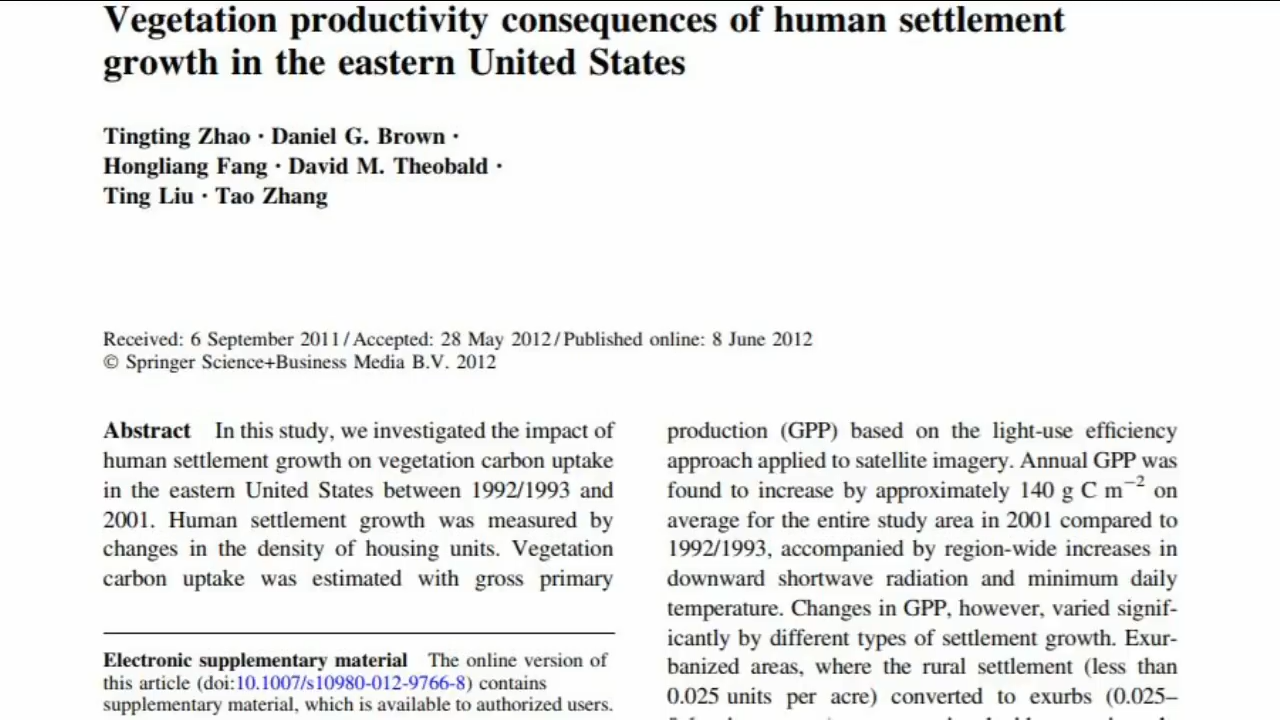 Vegetation productivity consequences of human settlement
growth in the eastern United States
Tingting Zhao · Daniel G. Brown ·
Hongliang Fang · David M. Theobald ·
Ting Liu · Tao Zhang
Received: 6 September 2011 / Accepted: 28 May 2012 / Published online: 8 June 2012
© Springer Science+Business Media B.V. 2012
Abstract In this study, we investigated the impact of
human settlement growth on vegetation carbon uptake
in the eastern United States between 1992/1993 and
2001. Human settlement growth was measured by
changes in the density of housing units. Vegetation
carbon uptake was estimated with gross primary
Electronic supplementary material The online version of
this article (doi:10.1007/s10980-012-9766-8) contains
supplementary material, which is available to authorized users.
production (GPP) based on the light-use efficiency
approach applied to satellite imagery. Annual GPP was
found to increase by approximately 140 g C m⁻² on
average for the entire study area in 2001 compared to
1992/1993, accompanied by region-wide increases in
downward shortwave radiation and minimum daily
temperature. Changes in GPP, however, varied signif-
icantly by different types of settlement growth. Exur-
banized areas, where the rural settlement (less than
0.025 units per acre) converted to exurbs (0.025–